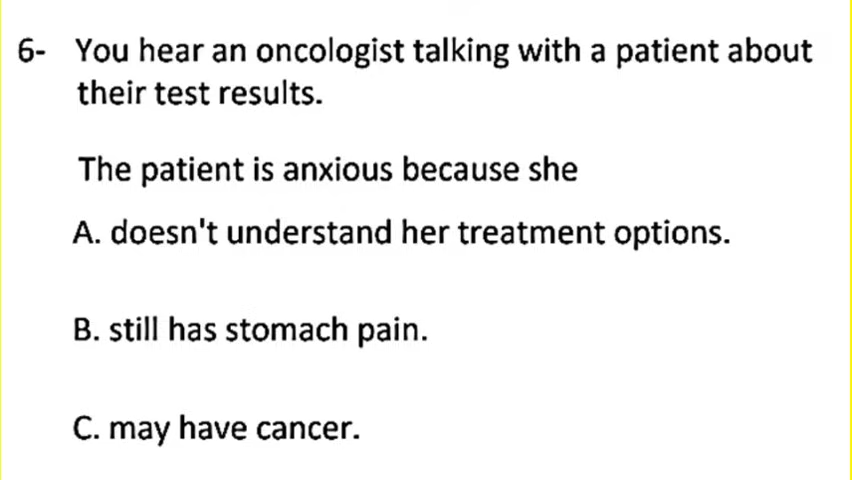 6- You hear an oncologist talking with a patient about
their test results.
The patient is anxious because she
A. doesn't understand her treatment options.
B. still has stomach pain.
C. may have cancer.